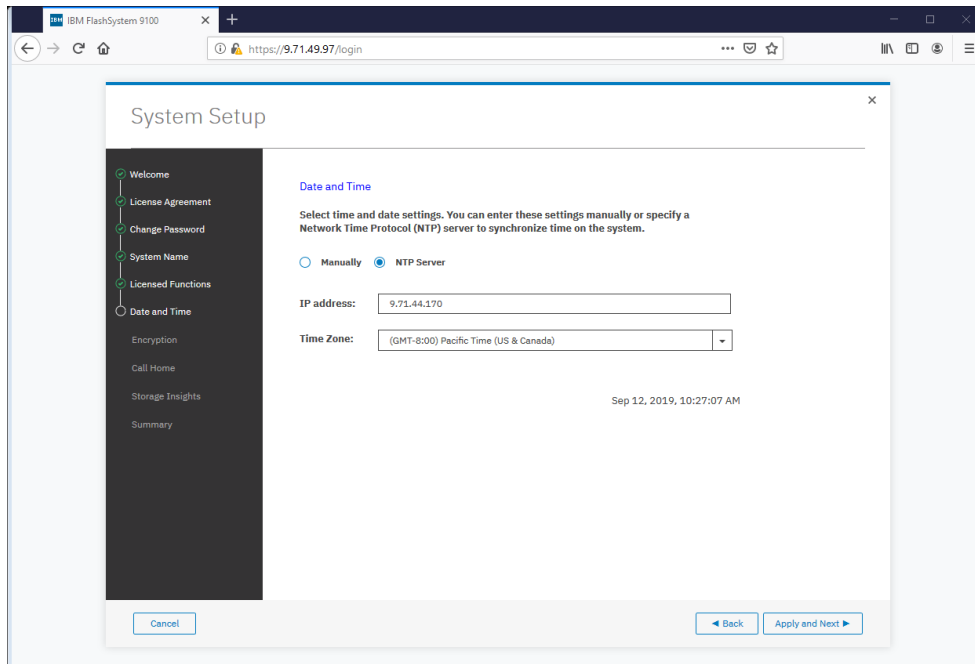 IBM FlashSystem 9100
https://9.71.49.97/login
System Setup
Welcome
License Agreement
Change Password
System Name
Licensed Functions
Date and Time
Encryption
Call Home
Storage Insights
Summary
Date and Time
Select time and date settings. You can enter these settings manually or specify a
Network Time Protocol (NTP) server to synchronize time on the system.
Manually NTP Server
IP address: 9.71.44.170
Time Zone: (GMT-8:00) Pacific Time (US & Canada)
Sep 12, 2019, 10:27:07 AM
Cancel Back Apply and Next